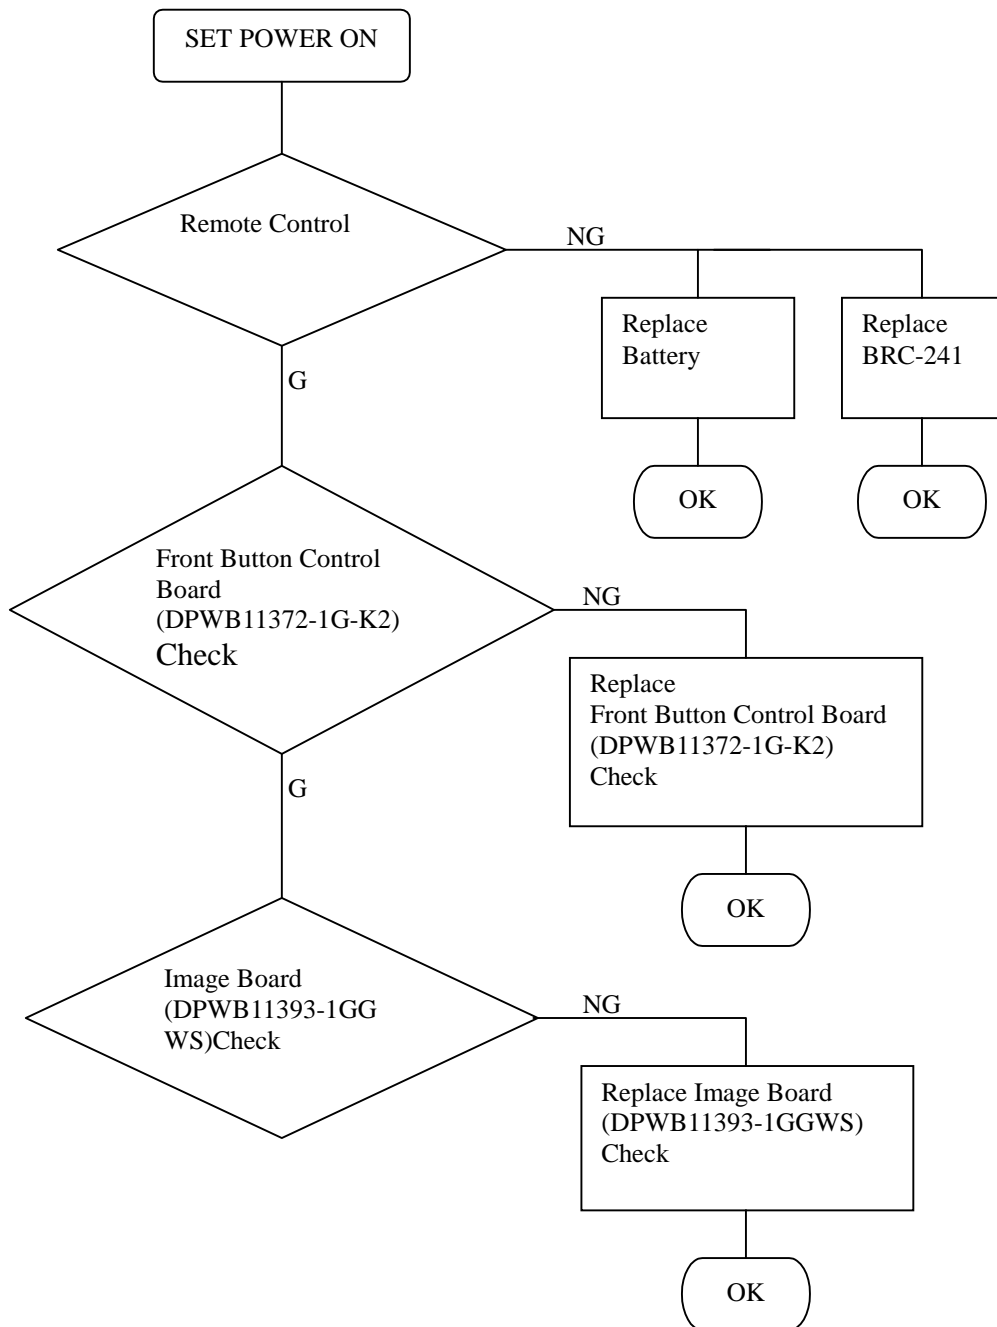 SET POWER ON
Remote Control
NG
Replace
Battery
Replace
BRC-241
G
OK
OK
Front Button Control
Board
(DPWB11372-1G-K2)
Check
NG
Replace
Front Button Control Board
(DPWB11372-1G-K2)
Check
G
OK
Image Board
(DPWB11393-1GG
WS)Check
NG
Replace Image Board
(DPWB11393-1GGWS)
Check
OK